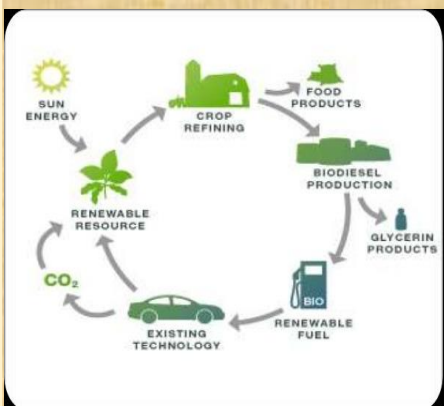 SUN
ENERGY
CROP
REFINING
FOOD
PRODUCTS
BIODIESEL
PRODUCTION
GLYCERIN
PRODUCTS
BIO
RENEWABLE
FUEL
EXISTING
TECHNOLOGY
CO₂
RENEWABLE
RESOURCE